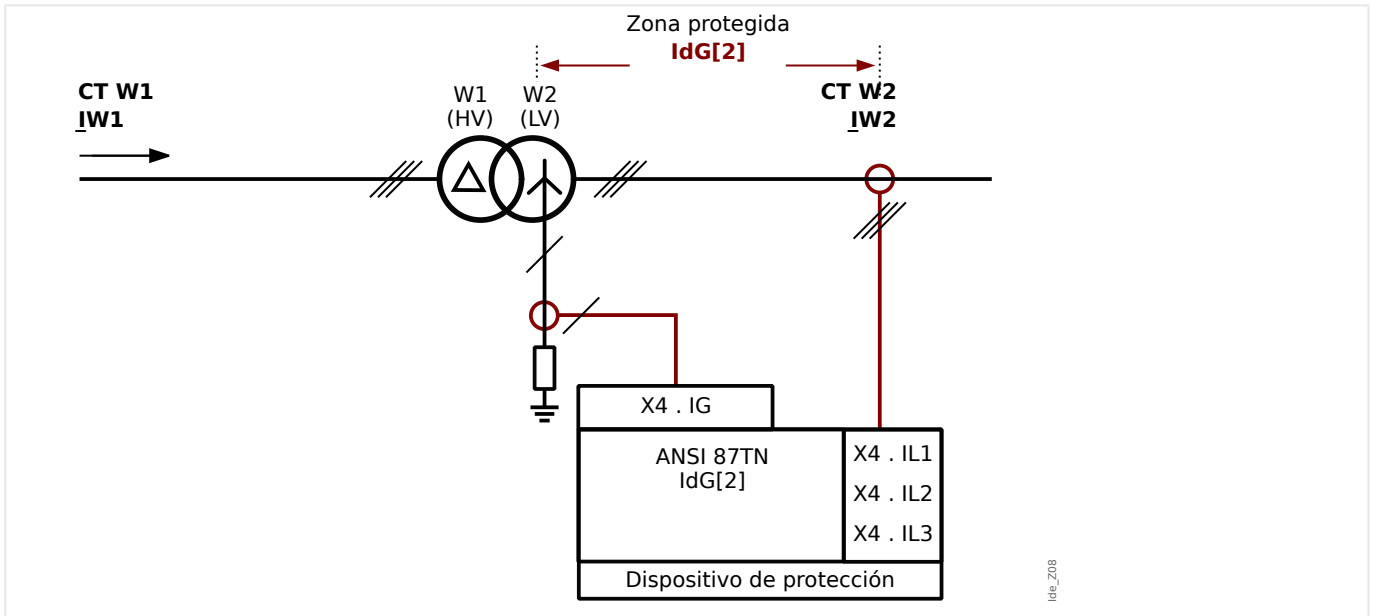 Zona protegida
IdG[2]
CT W1
IW1
W1
(HV)
W2
(LV)
CT W2
IW2
X4 . IG
ANSI 87TN
IdG[2]
X4 . IL1
X4 . IL2
X4 . IL3
Dispositivo de protección
Ide_Z08